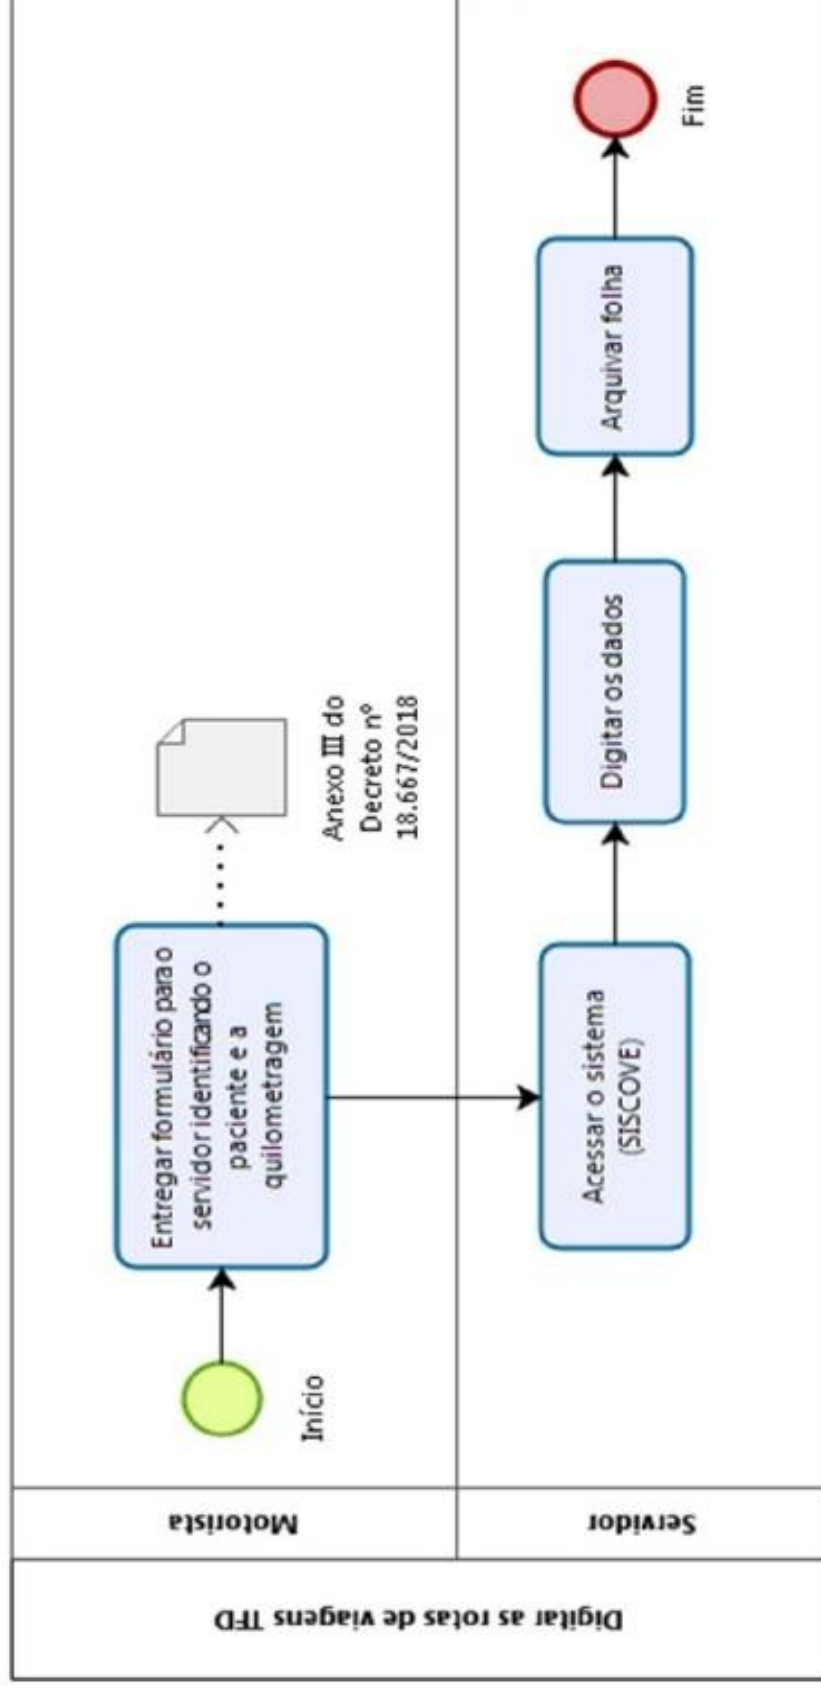 Digitar as rotas de viagens TFD
Motorista
Início
Entregar formulário para o
servidor identificando o
paciente e a
quilometragem
Anexo III do
Decreto nº
18.667/2018
Servidor
Acessar o sistema
(SISCOVE)
Digitar os dados
Arquivar folha
Fim